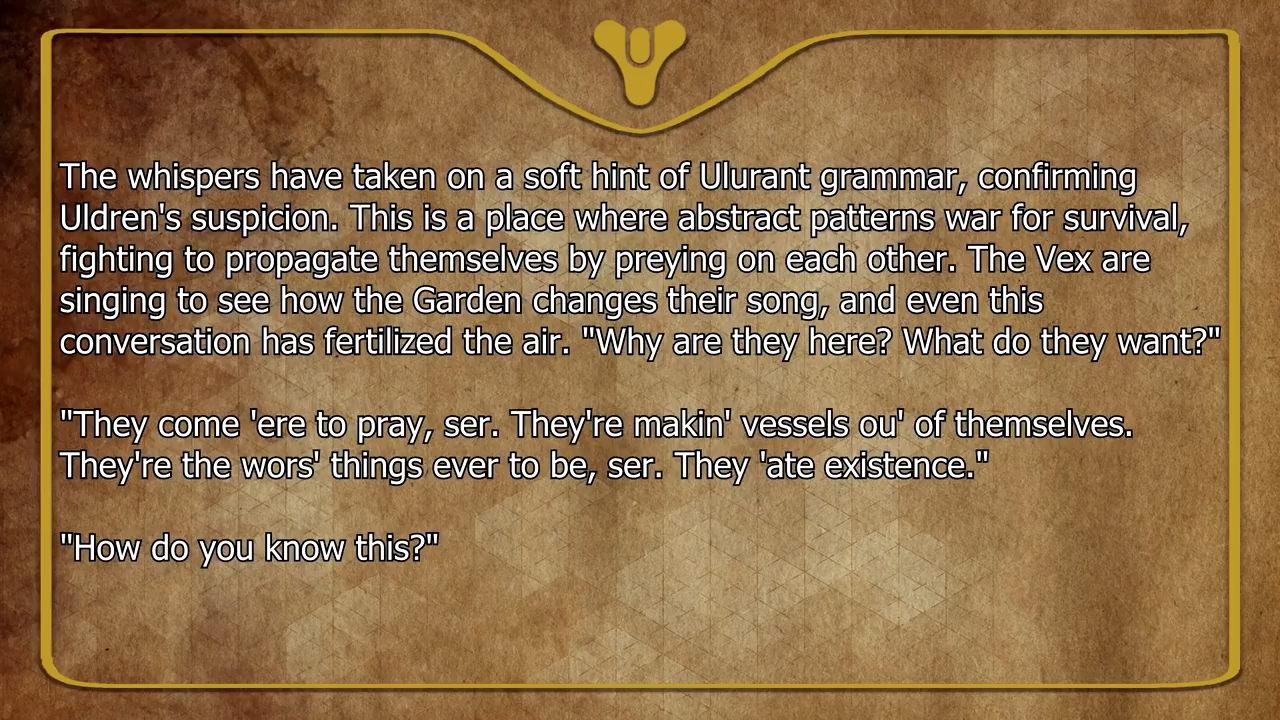 The whispers have taken on a soft hint of Ulurant grammar, confirming
Uldren's suspicion. This is a place where abstract patterns war for survival,
fighting to propagate themselves by preying on each other. The Vex are
singing to see how the Garden changes their song, and even this
conversation has fertilized the air. "Why are they here? What do they want?"
"They come 'ere to pray, ser. They're makin' vessels ou' of themselves.
They're the wors' things ever to be, ser. They 'ate existence."
"How do you know this?"